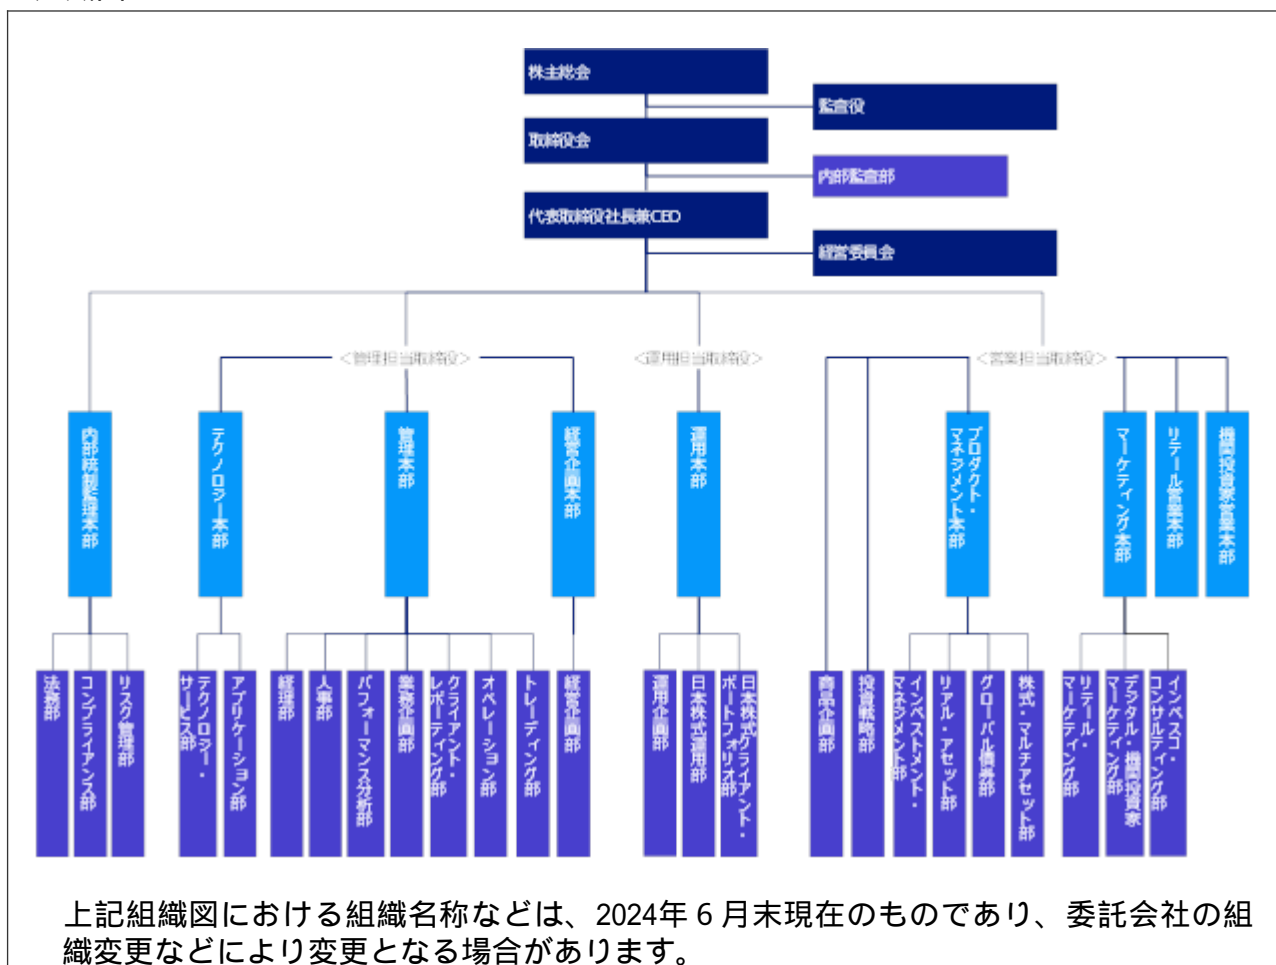 株主総会
監査役
取締役会
内部監査部
代表取締役社長兼CEO
経営委員会
<管理担当取締役>
<運用担当取締役>
<営業担当取締役>
内部統制監理本部
テクノロジー本部
管理本部
経営企画本部
運用本部
プロダクト・
マネジメント本部
マーケティング本部
リテール営業本部
機関投資家営業本部
法務部
コンプライアンス部
リスク管理部
テクノロジー・
サービス部
アプリケーション部
経理部
人事部
パフォーマンス分析部
業務企画部
クライアント・
レポーティング部
オペレーション部
トレーディング部
経営企画部
運用企画部
日本株式運用部
日本株式クライアント・
ポートフォリオ部
商品企画部
投資戦略部
インベストメント・
マネジメント部
リアル・アセット部
グローバル債券部
株式・マルチアセット部
リテール・
マーケティング部
デジタル・機関投資家
マーケティング部
インベスコ・
コンサルティング部
上記組織図における組織名称などは、2024年6月末現在のものであり、委託会社の組
織変更などにより変更となる場合があります。